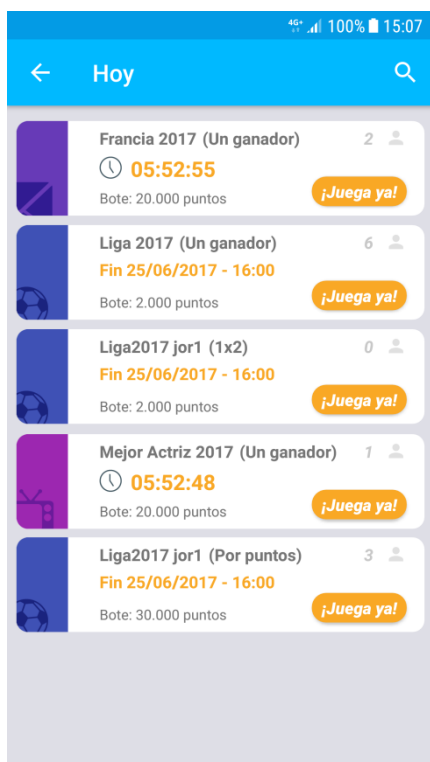 4G+ 100% 15:07
Hoy
Francia 2017 (Un ganador) 2
05:52:55
Bote: 20.000 puntos
¡Juega ya!
Liga 2017 (Un ganador) 6
Fin 25/06/2017 - 16:00
Bote: 2.000 puntos
¡Juega ya!
Liga2017 jor1 (1x2) 0
Fin 25/06/2017 - 16:00
Bote: 2.000 puntos
¡Juega ya!
Mejor Actriz 2017 (Un ganador) 1
05:52:48
Bote: 20.000 puntos
¡Juega ya!
Liga2017 jor1 (Por puntos) 3
Fin 25/06/2017 - 16:00
Bote: 30.000 puntos
¡Juega ya!